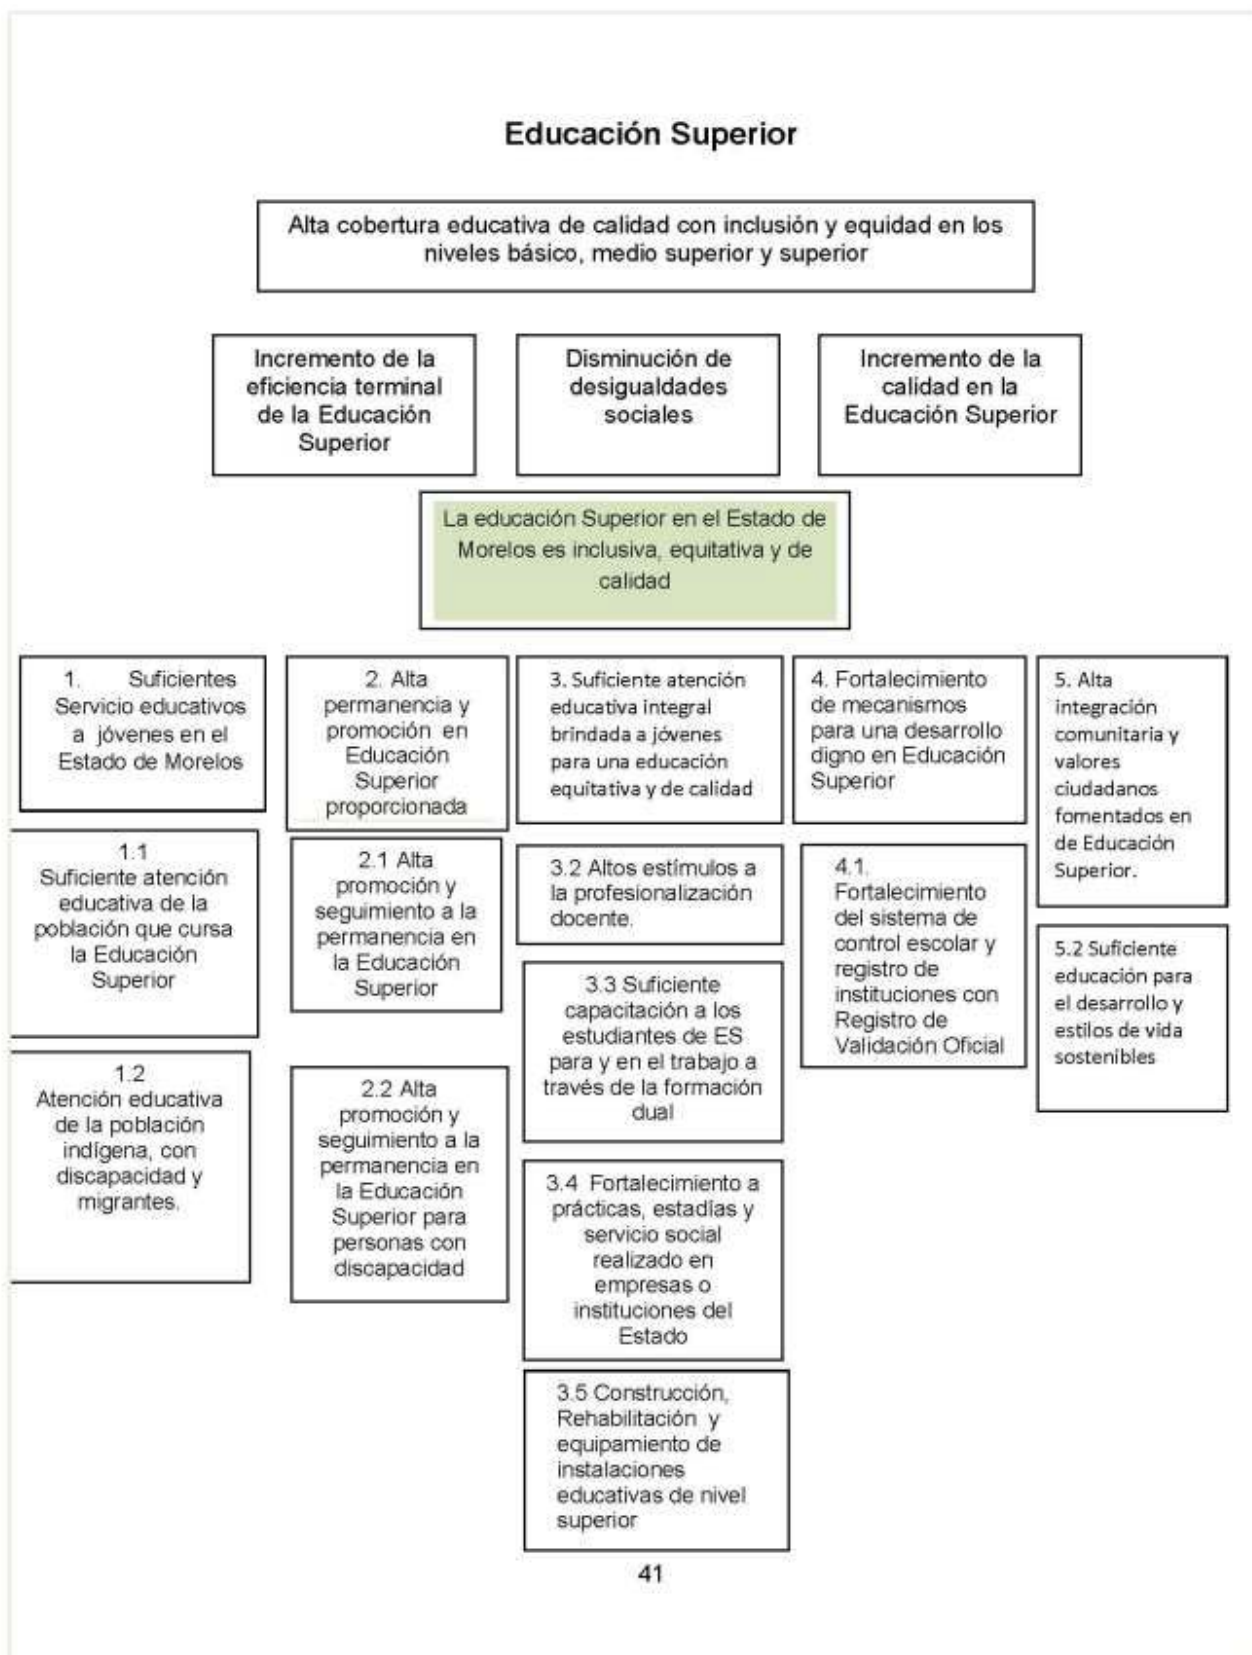 Educación Superior
Alta cobertura educativa de calidad con inclusión y equidad en los
niveles básico, medio superior y superior
Incremento de la
eficiencia terminal
de la Educación
Superior
Disminución de
desigualdades
sociales
Incremento de la
calidad en la
Educación Superior
La educación Superior en el Estado de
Morelos es inclusiva, equitativa y de
calidad
1. Suficientes
Servicio educativos
a jóvenes en el
Estado de Morelos
1.1
Suficiente atención
educativa de la
población que cursa
la Educación
Superior
1.2
Atención educativa
de la población
indígena, con
discapacidad y
migrantes.
2. Alta
permanencia y
promoción en
Educación
Superior
proporcionada
2.1 Alta
promoción y
seguimiento a la
permanencia en
la Educación
Superior
2.2 Alta
promoción y
seguimiento a la
permanencia en
la Educación
Superior para
personas con
discapacidad
3. Suficiente atención
educativa integral
brindada a jóvenes
para una educación
equitativa y de calidad
3.2 Altos estímulos a
la profesionalización
docente.
3.3 Suficiente
capacitación a los
estudiantes de ES
para y en el trabajo a
través de la formación
dual
3.4 Fortalecimiento a
prácticas, estadías y
servicio social
realizado en
empresas o
instituciones del
Estado
3.5 Construcción,
Rehabilitación y
equipamiento de
instalaciones
educativas de nivel
superior
4. Fortalecimiento
de mecanismos
para una desarrollo
digno en Educación
Superior
4.1.
Fortalecimiento
del sistema de
control escolar y
registro de
instituciones con
Registro de
Validación Oficial
5. Alta
integración
comunitaria y
valores
ciudadanos
fomentados en
de Educación
Superior.
5.2 Suficiente
educación para
el desarrollo y
estilos de vida
sostenibles
41